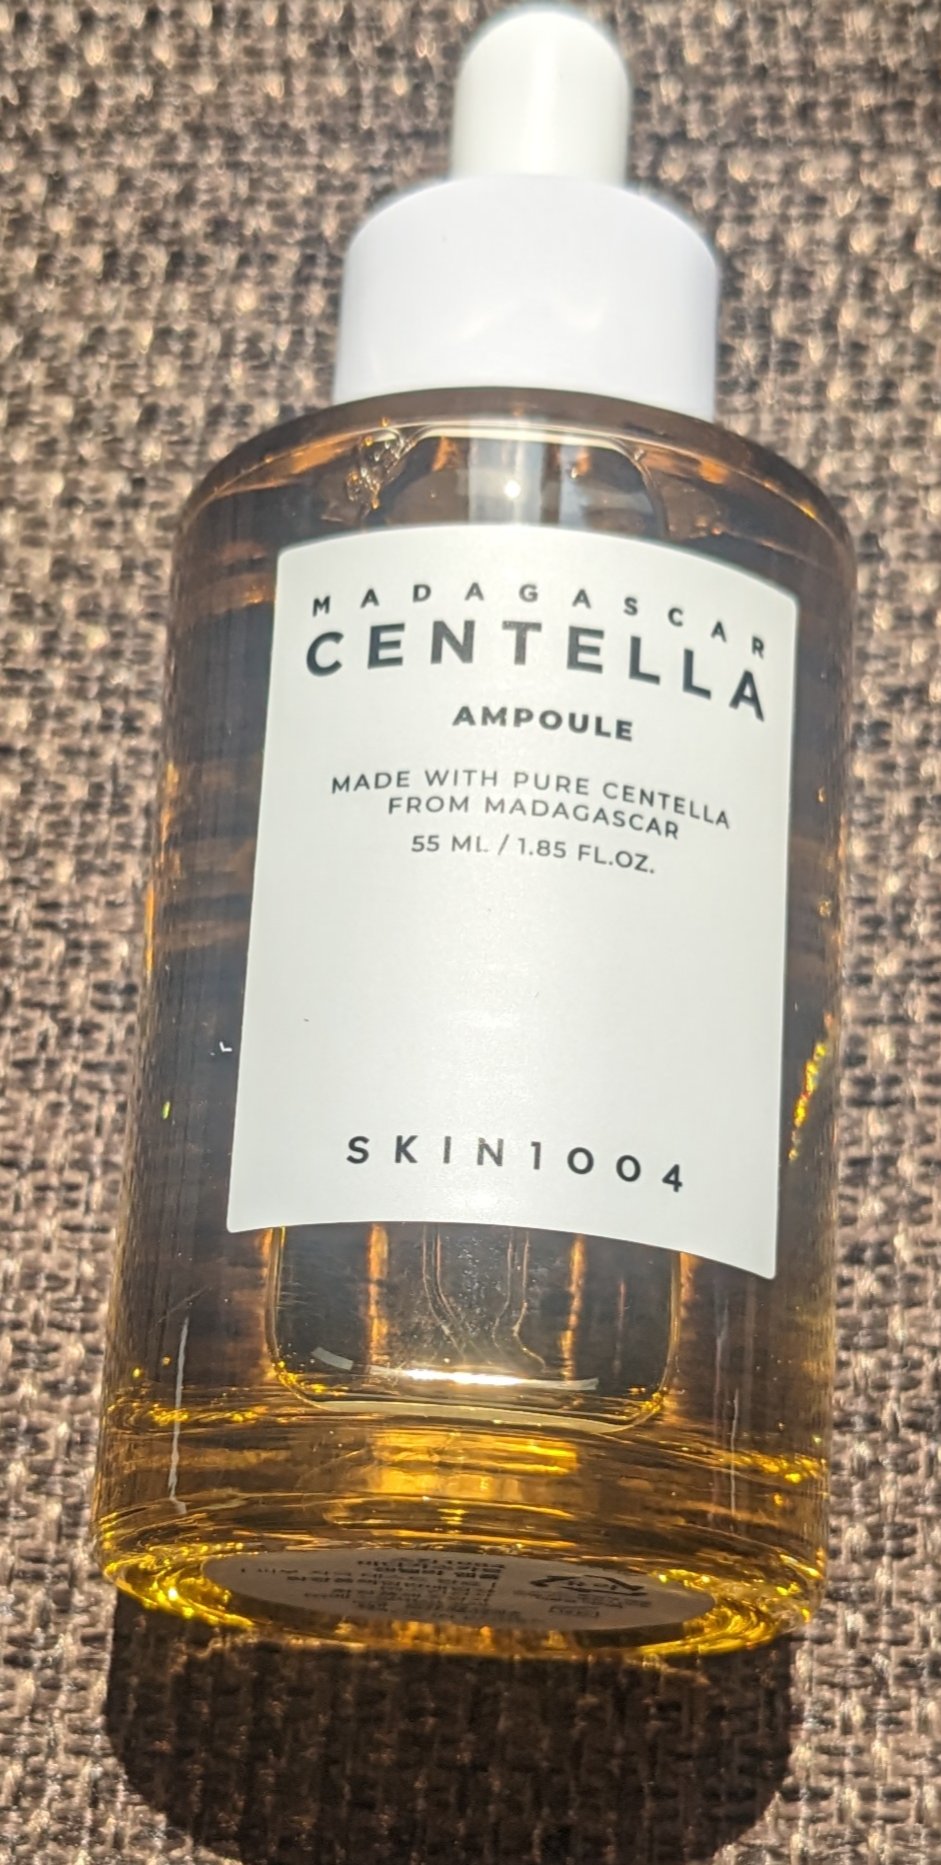 MADAGASCAR
CENTELLA
AMPOULE
MADE WITH PURE CENTELLA
FROM MADAGASCAR
55 ML / 1.85 FL.OZ.
SKIN1004